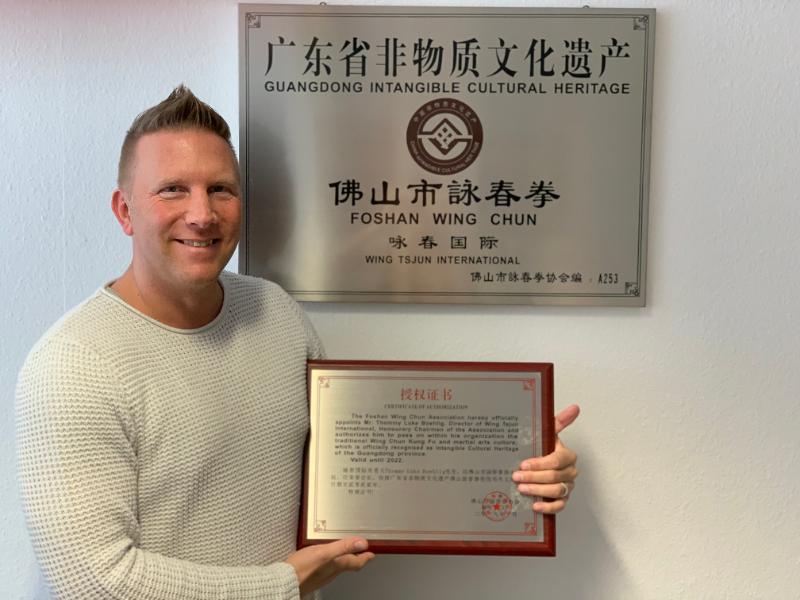 广东省非物质文化遗产
GUANGDONG INTANGIBLE CULTURAL HERITAGE
佛山市詠春拳
FOSHAN WING CHUN
咏春国际
WING TSJUN INTERNATIONAL
佛山市詠春拳协会编：A253
授权证书
CERTIFICATE OF AUTHORIZATION
The Foshan Wing Chun Association hereby officially
appoints Mr. Thommy Luke Boehlig, Director of Wing Tsjun
International, Honourary Chairman of the Association and
authorizes him to pass on within his organization the
traditional Wing Chun Kung Fu and martial arts culture,
which is officially recognized as Intangible Cultural Heritage
of the Guangdong province.
Valid until 2022.